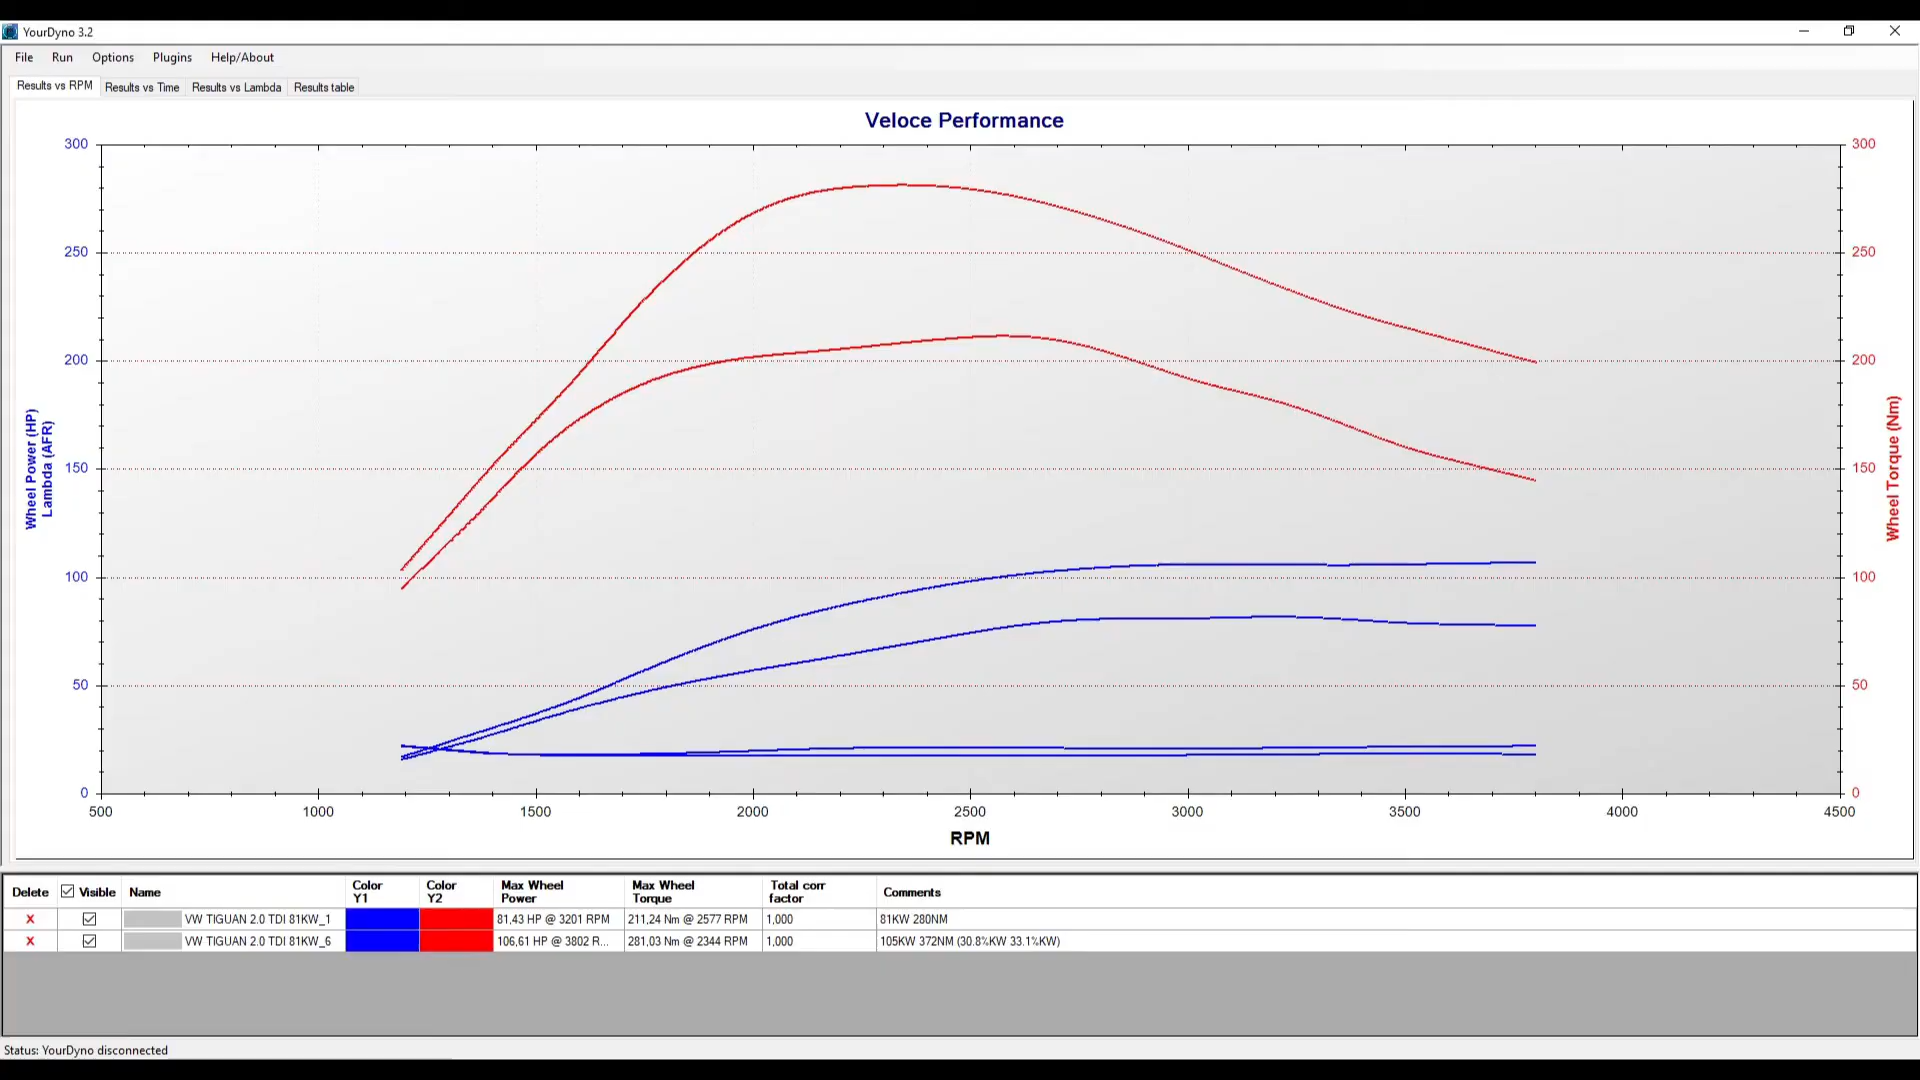 YourDyno 3.2
File Run Options Plugins Help/About
Results vs RPM Results vs Time Results vs Lambda Results table
Veloce Performance
300 300
250 250
200 200
150 150
100 100
50 50
0 0
Wheel Power (HP)
Lambda (AFR)
Wheel Torque (Nm)
500 1000 1500 2000 2500 3000 3500 4000 4500
RPM
Delete Visible Name Color Y1 Color Y2 Max Wheel Power Max Wheel Torque Total corr factor Comments
X VW TIGUAN 2.0 TDI 81KW_1 81,43 HP @ 3201 RPM 211,24 Nm @ 2577 RPM 1,000 81KW 280NM
X VW TIGUAN 2.0 TDI 81KW_6 106,61 HP @ 3802 R... 281,03 Nm @ 2344 RPM 1,000 105KW 372NM (30.8%KW 33.1%KW)
Status: YourDyno disconnected